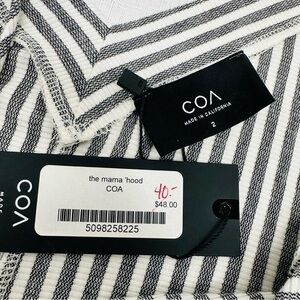 COA
MADE IN CALIFORNIA
2
the mama 'hood
COA
40.-
$48.00
5098258225
COA
MADE